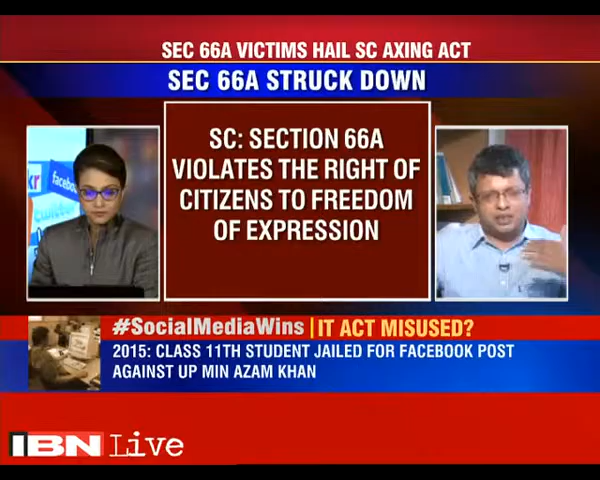 SEC 66A VICTIMS HAIL SC AXING ACT
SEC 66A STRUCK DOWN
SC: SECTION 66A
VIOLATES THE RIGHT OF
CITIZENS TO FREEDOM
OF EXPRESSION
kr
facebo
#SocialMediaWins | IT ACT MISUSED?
2015: CLASS 11TH STUDENT JAILED FOR FACEBOOK POST
AGAINST UP MIN AZAM KHAN
IBN Live